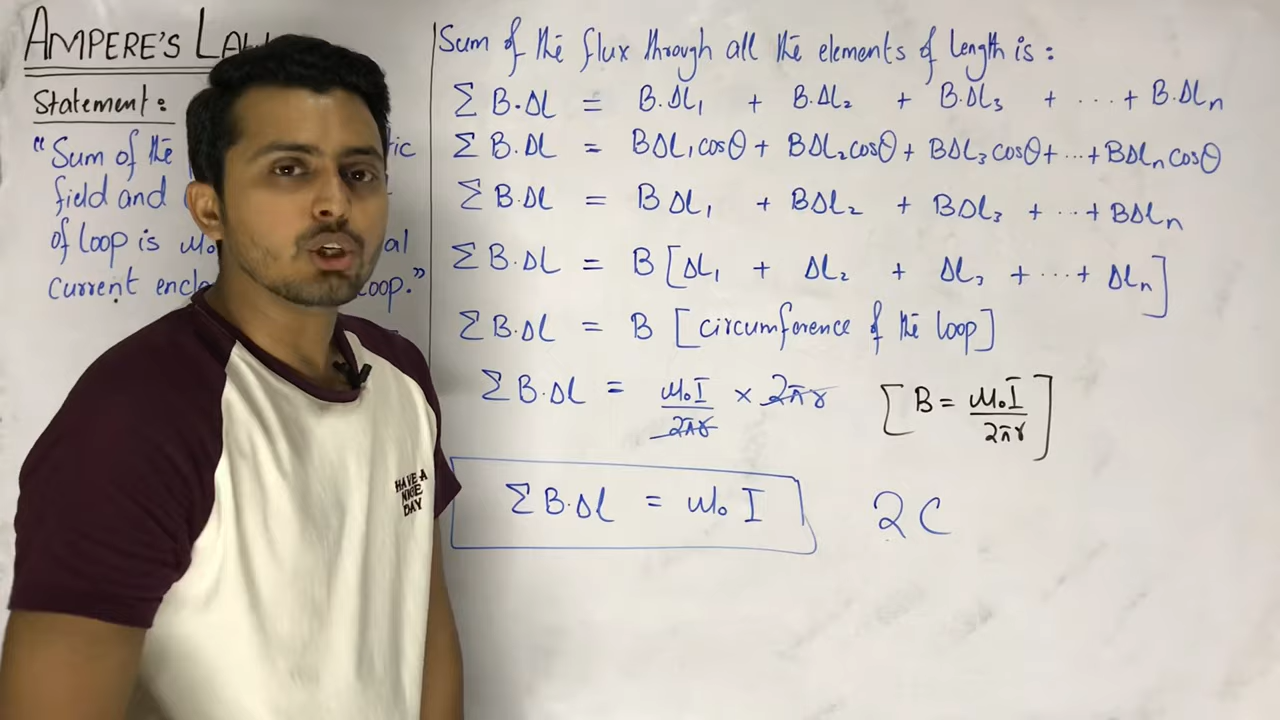 AMPERE'S LAW
Statement:
"Sum of the
tic
field and
of loop is μ₀
al
current encl
oop."
Sum of the flux through all the elements of length is:
Σ B·Δl = B·Δl₁ + B·Δl₂ + B·Δl₃ + ... + B·Δlₙ
Σ B·Δl = BΔl₁cosθ + BΔl₂cosθ + BΔl₃cosθ + ... + BΔlₙcosθ
Σ B·Δl = BΔl₁ + BΔl₂ + BΔl₃ + ... + BΔlₙ
Σ B·Δl = B[Δl₁ + Δl₂ + Δl₃ + ... + Δlₙ]
Σ B·Δl = B [circumference of the loop]
Σ B·Δl = μ₀I/2πr × 2πr [B = μ₀I/2πr]
Σ B·Δl = μ₀ I 2C
HAVE A
NICE
DAY